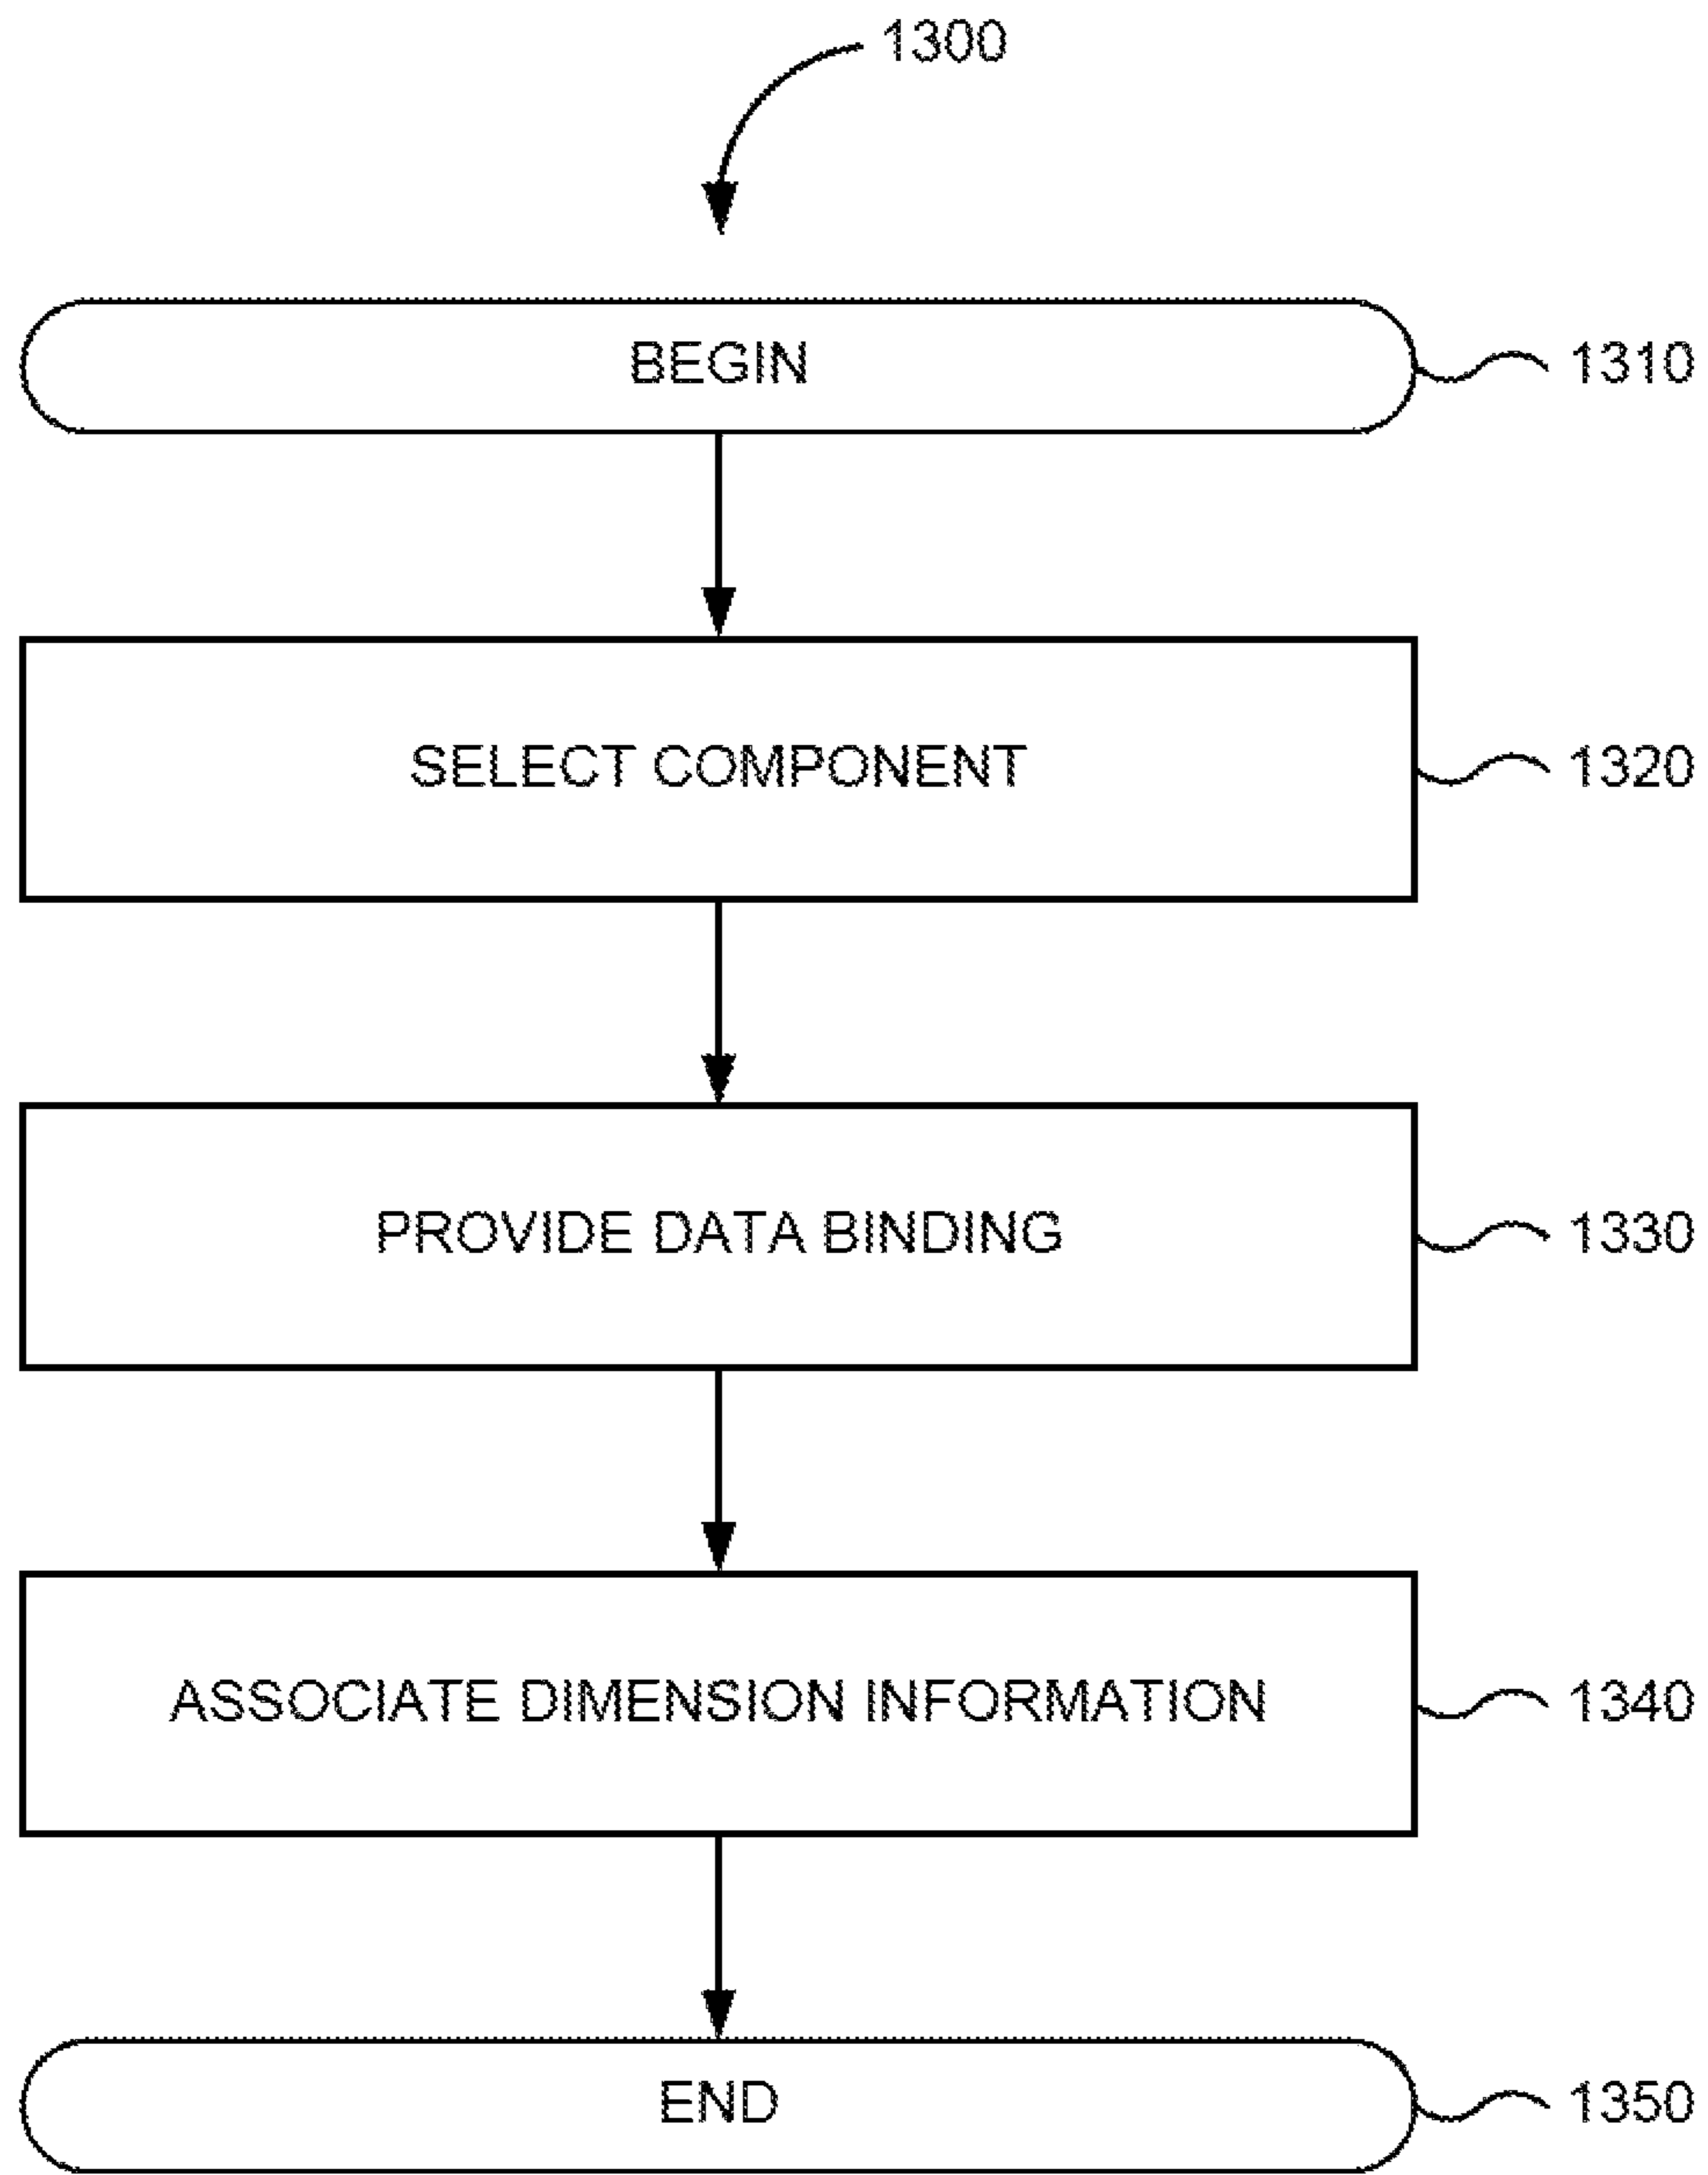 1300
BEGIN
1310
SELECT COMPONENT
1320
PROVIDE DATA BINDING
1330
ASSOCIATE DIMENSION INFORMATION
1340
END
1350